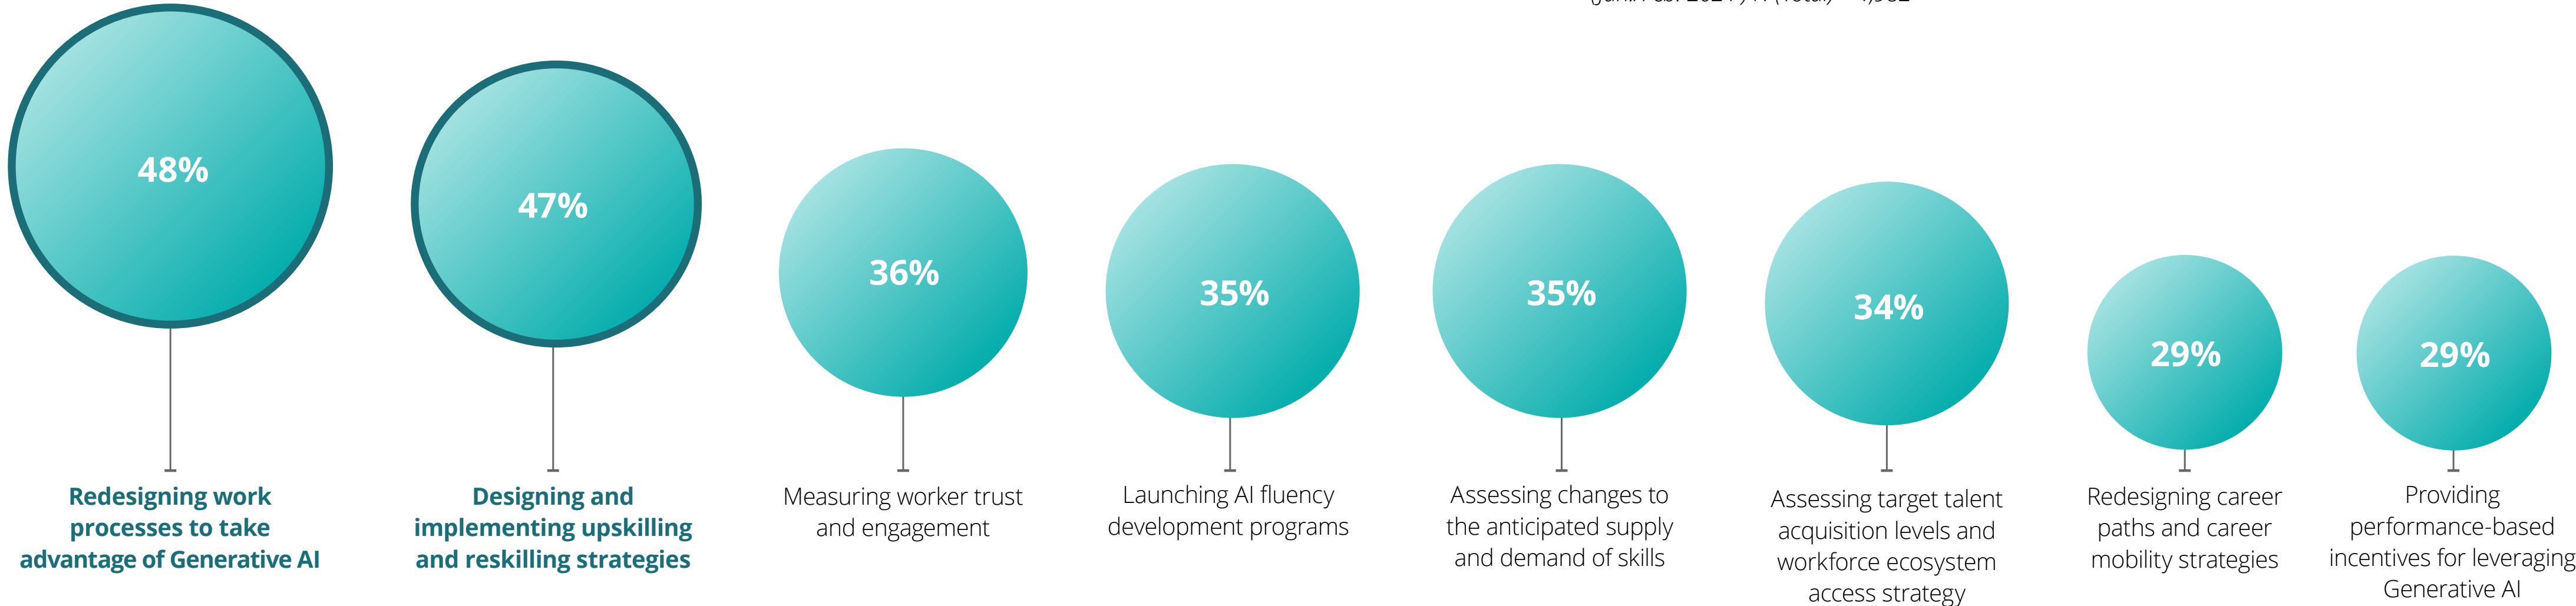 48%
47%
36%
35%
35%
34%
29%
29%
Redesigning work
processes to take
advantage of Generative AI
Designing and
implementing upskilling
and reskilling strategies
Measuring worker trust
and engagement
Launching AI fluency
development programs
Assessing changes to
the anticipated supply
and demand of skills
Assessing target talent
acquisition levels and
workforce ecosystem
access strategy
Redesigning career
paths and career
mobility strategies
Providing
performance-based
incentives for leveraging
Generative AI